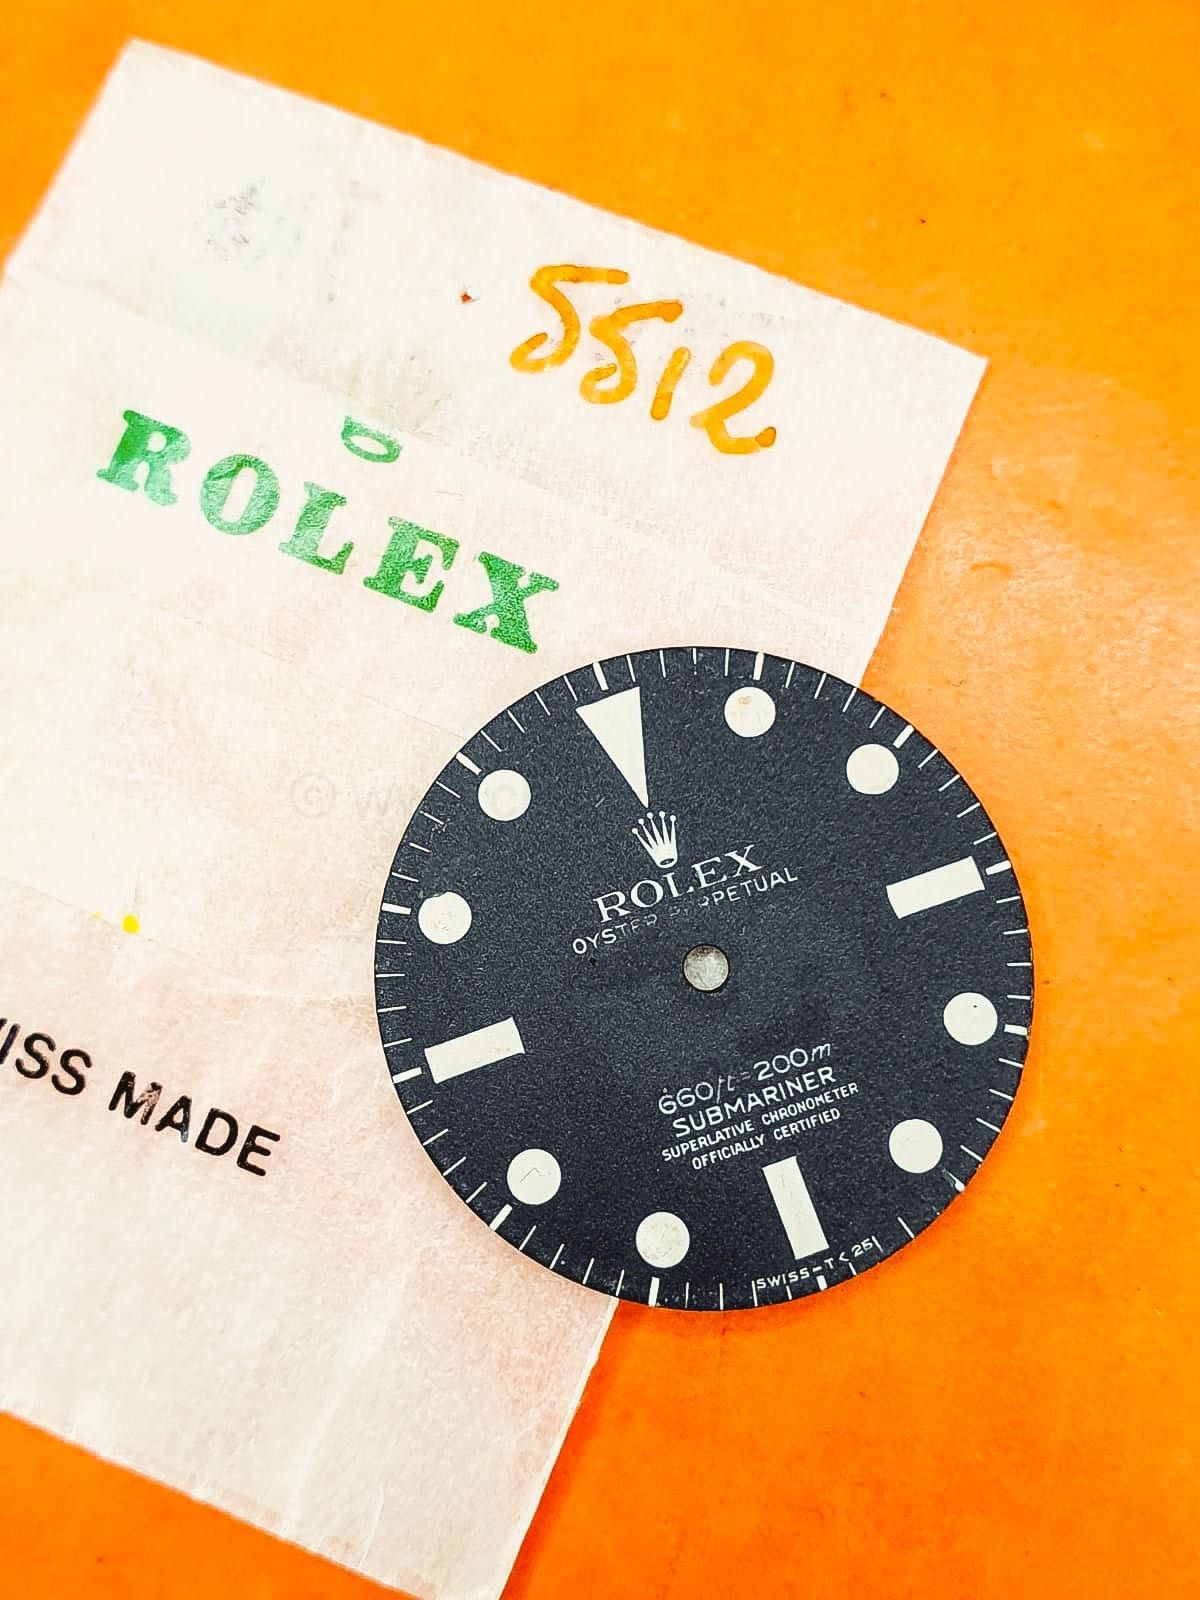 5512
ROLEX
ISS MADE
ROLEX
OYSTER PERPETUAL
660ft=200m
SUBMARINER
SUPERLATIVE CHRONOMETER
OFFICIALLY CERTIFIED
SWISS-T<25